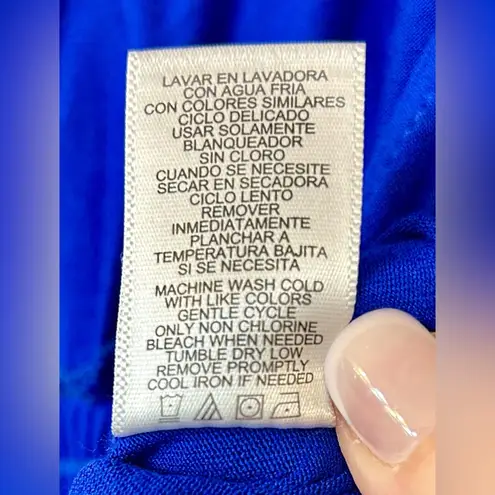 LAVAR EN LAVADORA
CON AGUA FRIA
CON COLORES SIMILARES
CICLO DELICADO
USAR SOLAMENTE
BLANQUEADOR
SIN CLORO
CUANDO SE NECESITE
SECAR EN SECADORA
CICLO LENTO
REMOVER
INMEDIATAMENTE
PLANCHAR A
TEMPERATURA BAJITA
SI SE NECESITA
MACHINE WASH COLD
WITH LIKE COLORS
GENTLE CYCLE
ONLY NON CHLORINE
BLEACH WHEN NEEDED
TUMBLE DRY LOW
REMOVE PROMPTLY
COOL IRON IF NEEDED